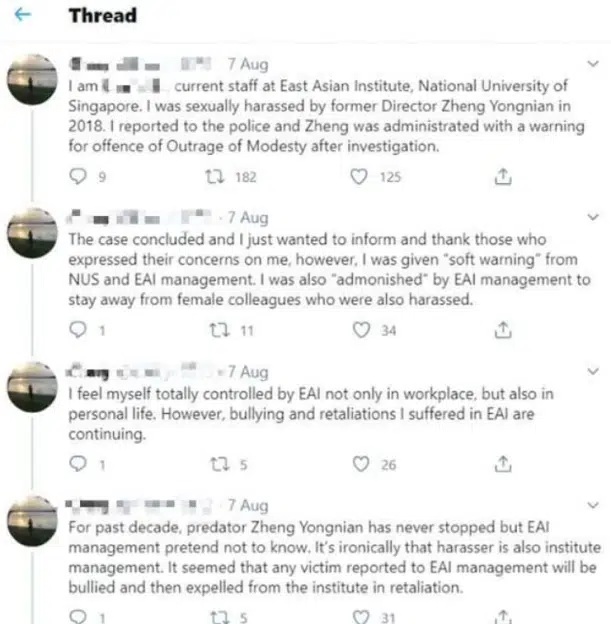 Thread
7 Aug
I am current staff at East Asian Institute, National University of
Singapore. I was sexually harassed by former Director Zheng Yongnian in
2018. I reported to the police and Zheng was administrated with a warning
for offence of Outrage of Modesty after investigation.
9 182 125
· 7 Aug
The case concluded and I just wanted to inform and thank those who
expressed their concerns on me, however, I was given "soft warning" from
NUS and EAI management. I was also "admonished" by EAI management to
stay away from female colleagues who were also harassed.
1 11 34
· 7 Aug
I feel myself totally controlled by EAI not only in workplace, but also in
personal life. However, bullying and retaliations I suffered in EAI are
continuing.
1 5 26
· 7 Aug
For past decade, predator Zheng Yongnian has never stopped but EAI
management pretend not to know. It's ironically that harasser is also institute
management. It seemed that any victim reported to EAI management will be
bullied and then expelled from the institute in retaliation.
1 5 31